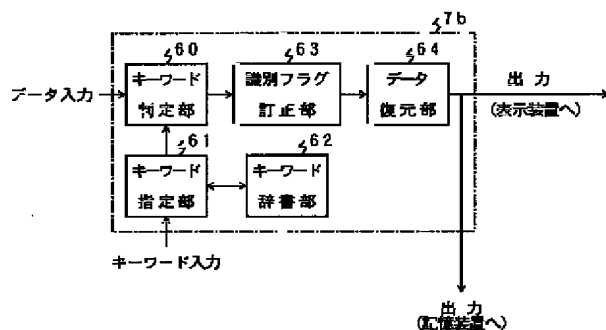 7b
60
63
64
キーワード
判定部
識別フラグ
訂正部
データ
復元部
データ入力
出力
(表示装置へ)
61
62
キーワード
指定部
キーワード
辞書部
キーワード入力
出力
(記憶装置へ)